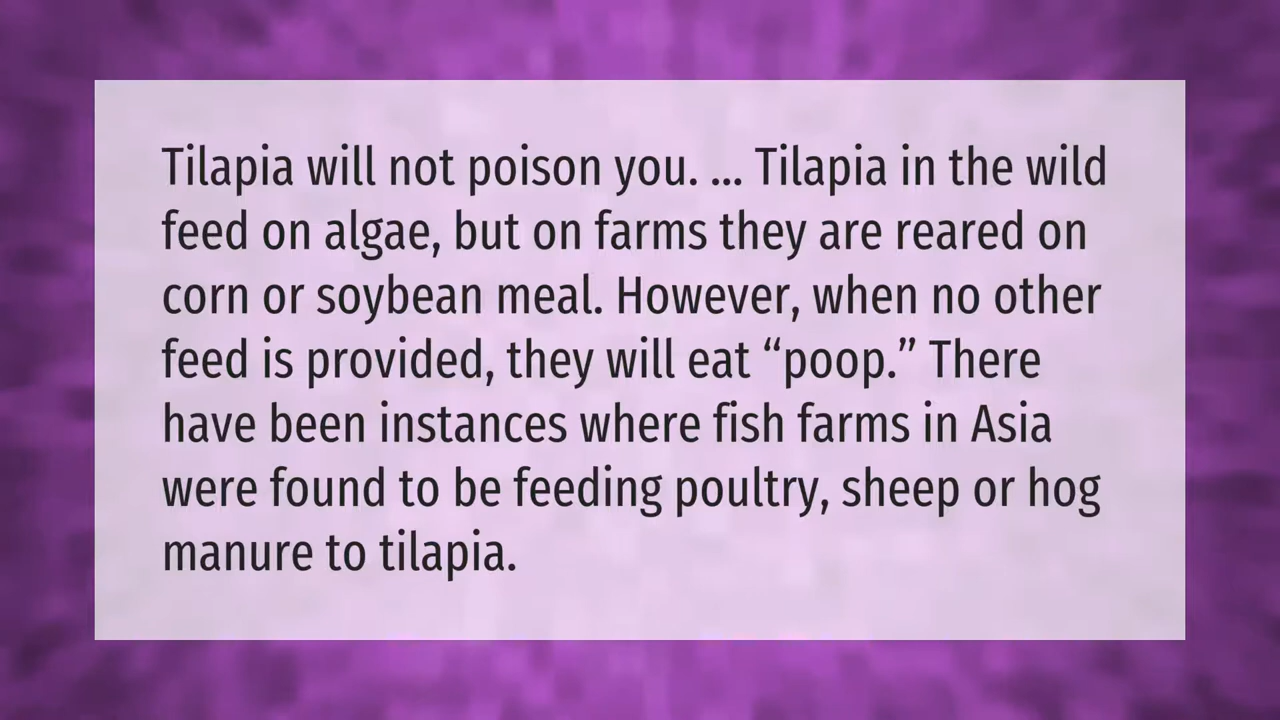 Tilapia will not poison you. ... Tilapia in the wild
feed on algae, but on farms they are reared on
corn or soybean meal. However, when no other
feed is provided, they will eat “poop.” There
have been instances where fish farms in Asia
were found to be feeding poultry, sheep or hog
manure to tilapia.